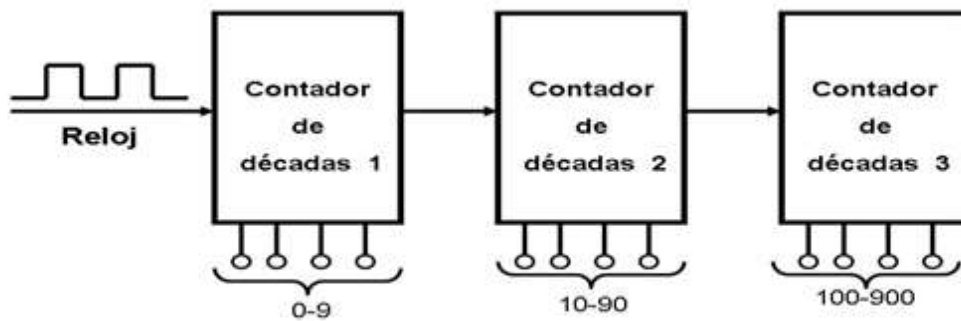 Reloj
Contador
de
décadas 1
Contador
de
décadas 2
Contador
de
décadas 3
0-9
10-90
100-900